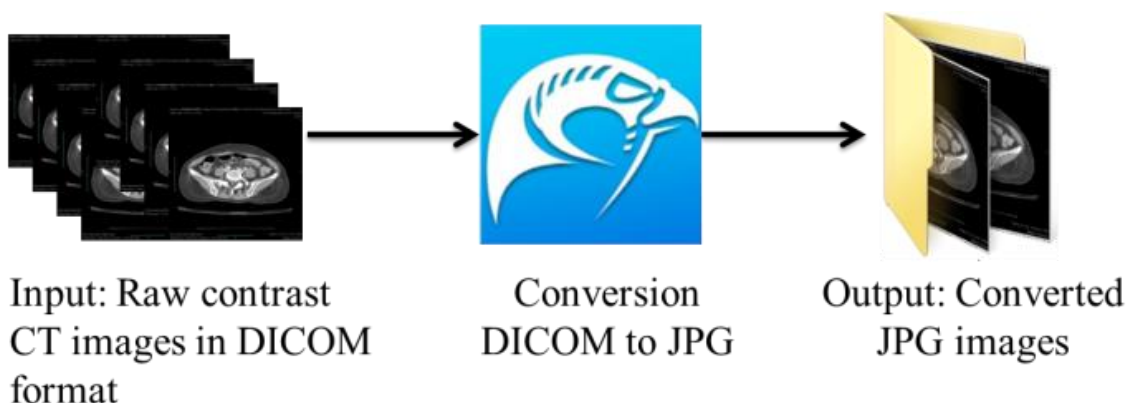 Input: Raw contrast
CT images in DICOM
format
Conversion
DICOM to JPG
Output: Converted
JPG images